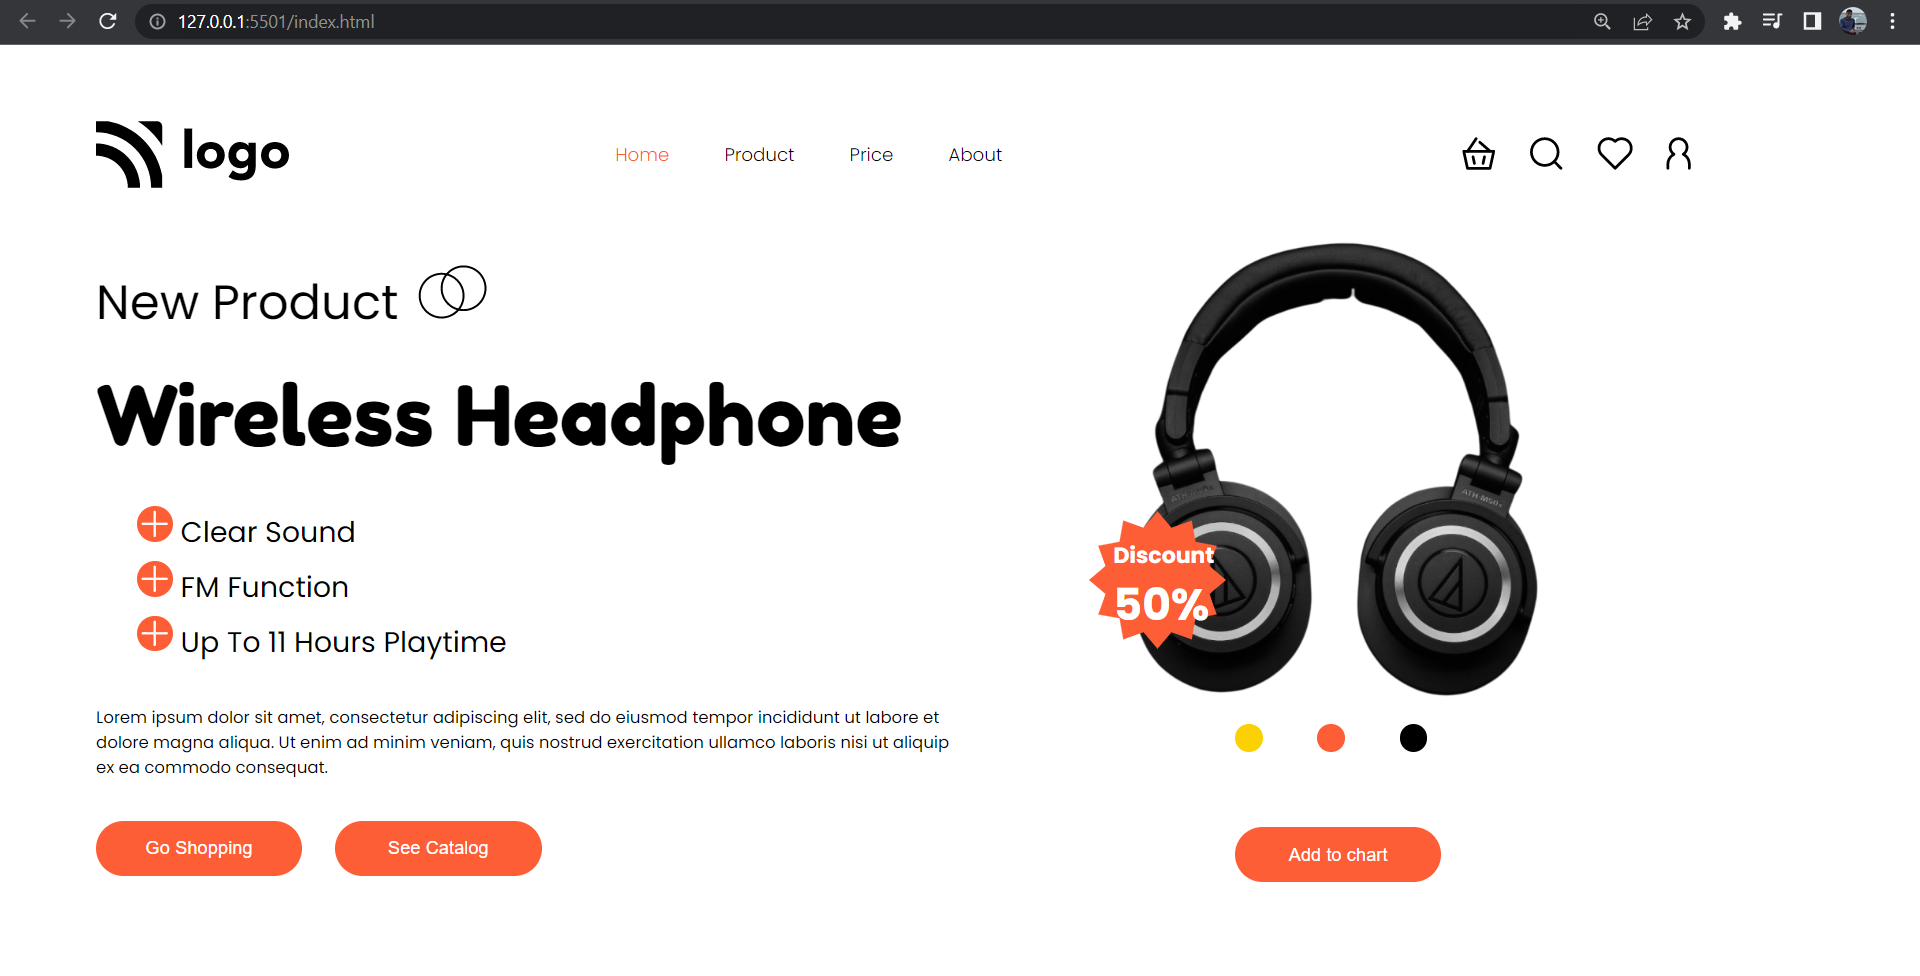 127.0.0.1:5501/index.html
logo
Home Product Price About
New Product
Wireless Headphone
Clear Sound
FM Function
Up To 11 Hours Playtime
Lorem ipsum dolor sit amet, consectetur adipiscing elit, sed do eiusmod tempor incididunt ut labore et
dolore magna aliqua. Ut enim ad minim veniam, quis nostrud exercitation ullamco laboris nisi ut aliquip
ex ea commodo consequat.
Go Shopping
See Catalog
ATH-M50x
Discount
50%
Add to chart